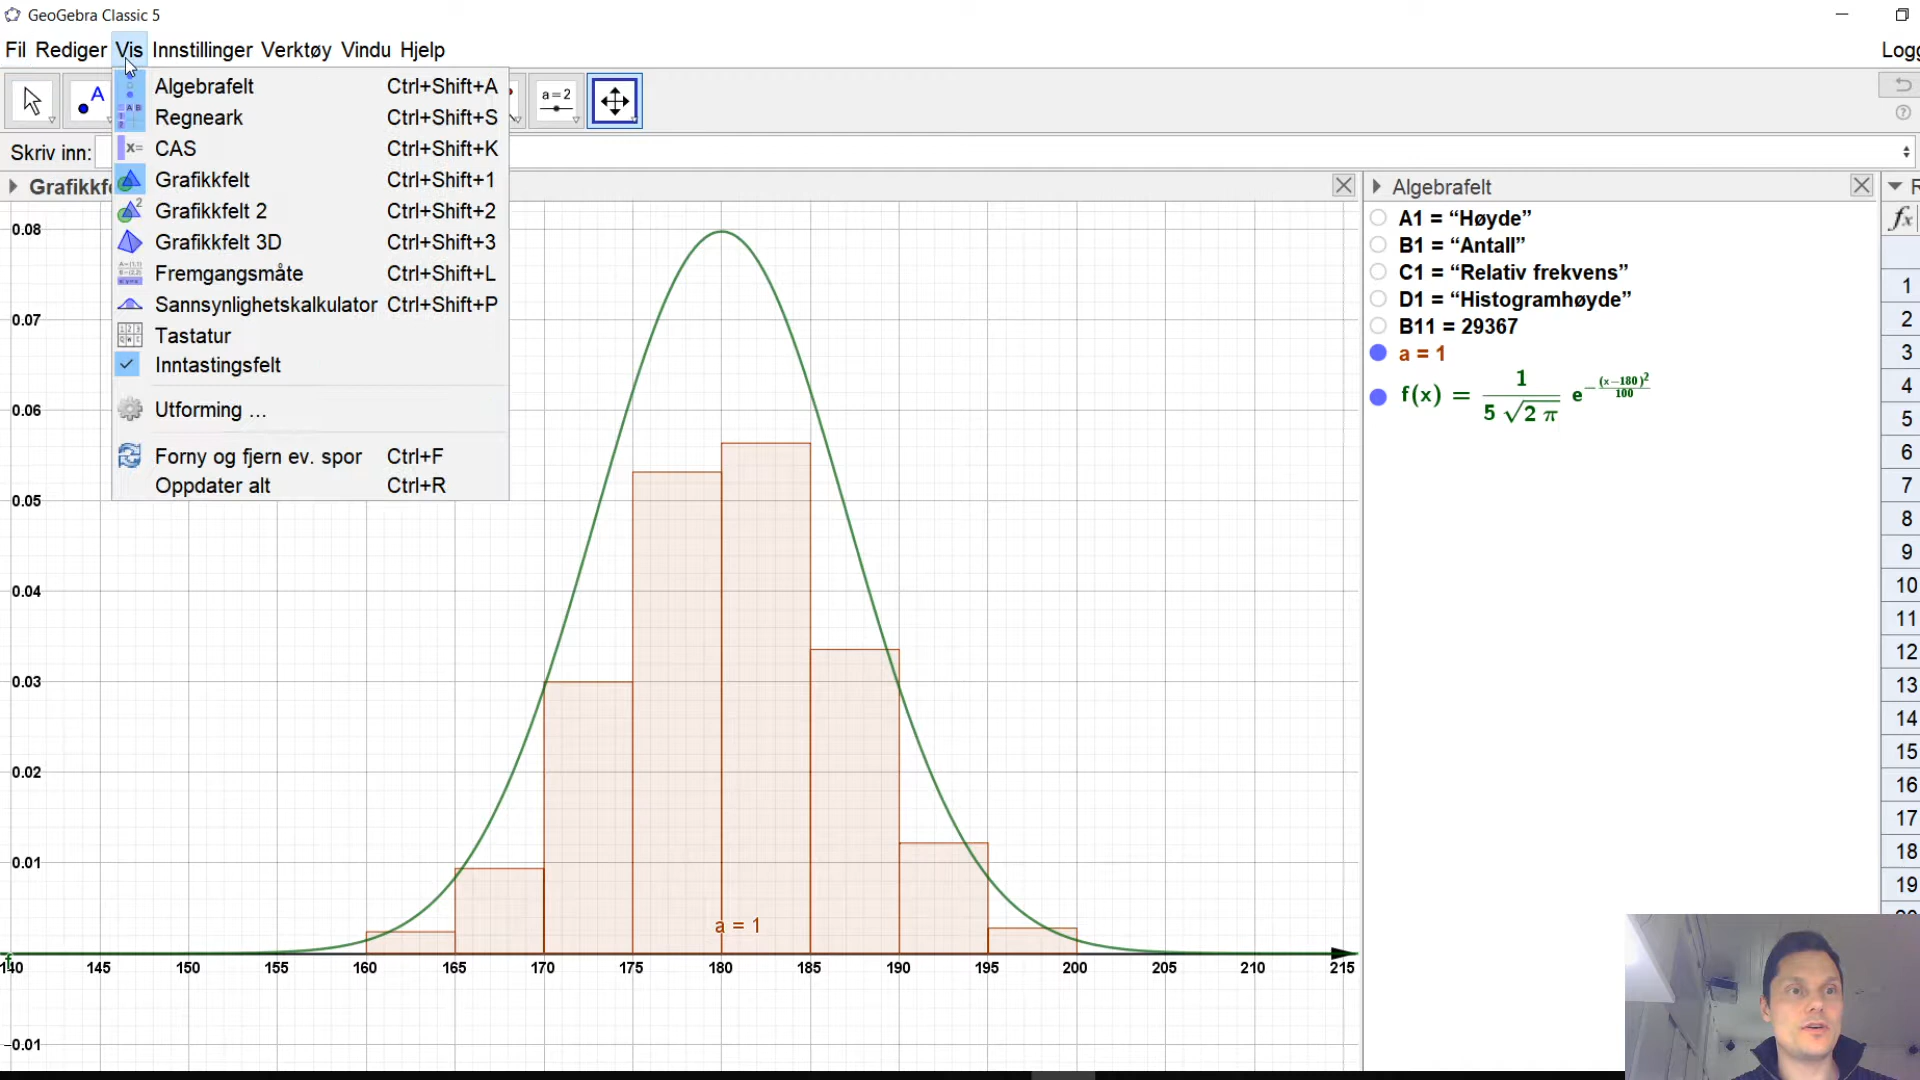 GeoGebra Classic 5
Fil Rediger Vis Innstillinger Verktøy Vindu Hjelp
A
a=2
Skriv inn:
Algebrafelt Ctrl+Shift+A
Regneark Ctrl+Shift+S
CAS Ctrl+Shift+K
Grafikkfelt Ctrl+Shift+1
Grafikkfelt 2 Ctrl+Shift+2
Grafikkfelt 3D Ctrl+Shift+3
Fremgangsmåte Ctrl+Shift+L
Sannsynlighetskalkulator Ctrl+Shift+P
Tastatur
Inntastingsfelt
Utforming ...
Forny og fjern ev. spor Ctrl+F
Oppdater alt Ctrl+R
0.08
0.07
0.06
0.05
0.04
0.03
0.02
0.01
−0.01
a = 1
140 145 150 155 160 165 170 175 180 185 190 195 200 205 210 215
Algebrafelt
A1 = “Høyde”
B1 = “Antall”
C1 = “Relativ frekvens”
D1 = “Histogramhøyde”
B11 = 29367
a = 1
f(x) = 1 / (5 √(2 π)) e^(−(x−180)²/100)
fx
1
2
3
4
5
6
7
8
9
10
11
12
13
14
15
16
17
18
19